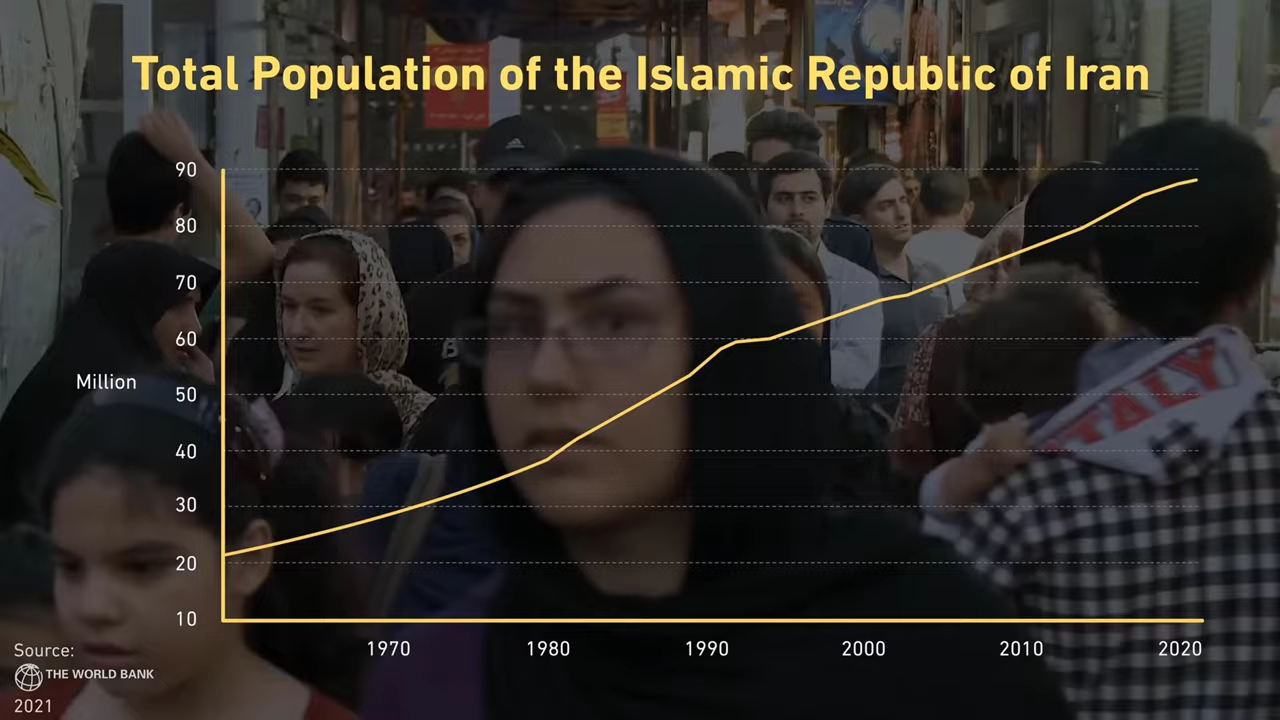 Total Population of the Islamic Republic of Iran
90
80
70
60
Million
50
40
30
20
10
1970 1980 1990 2000 2010 2020
Source:
THE WORLD BANK
2021
ITALY